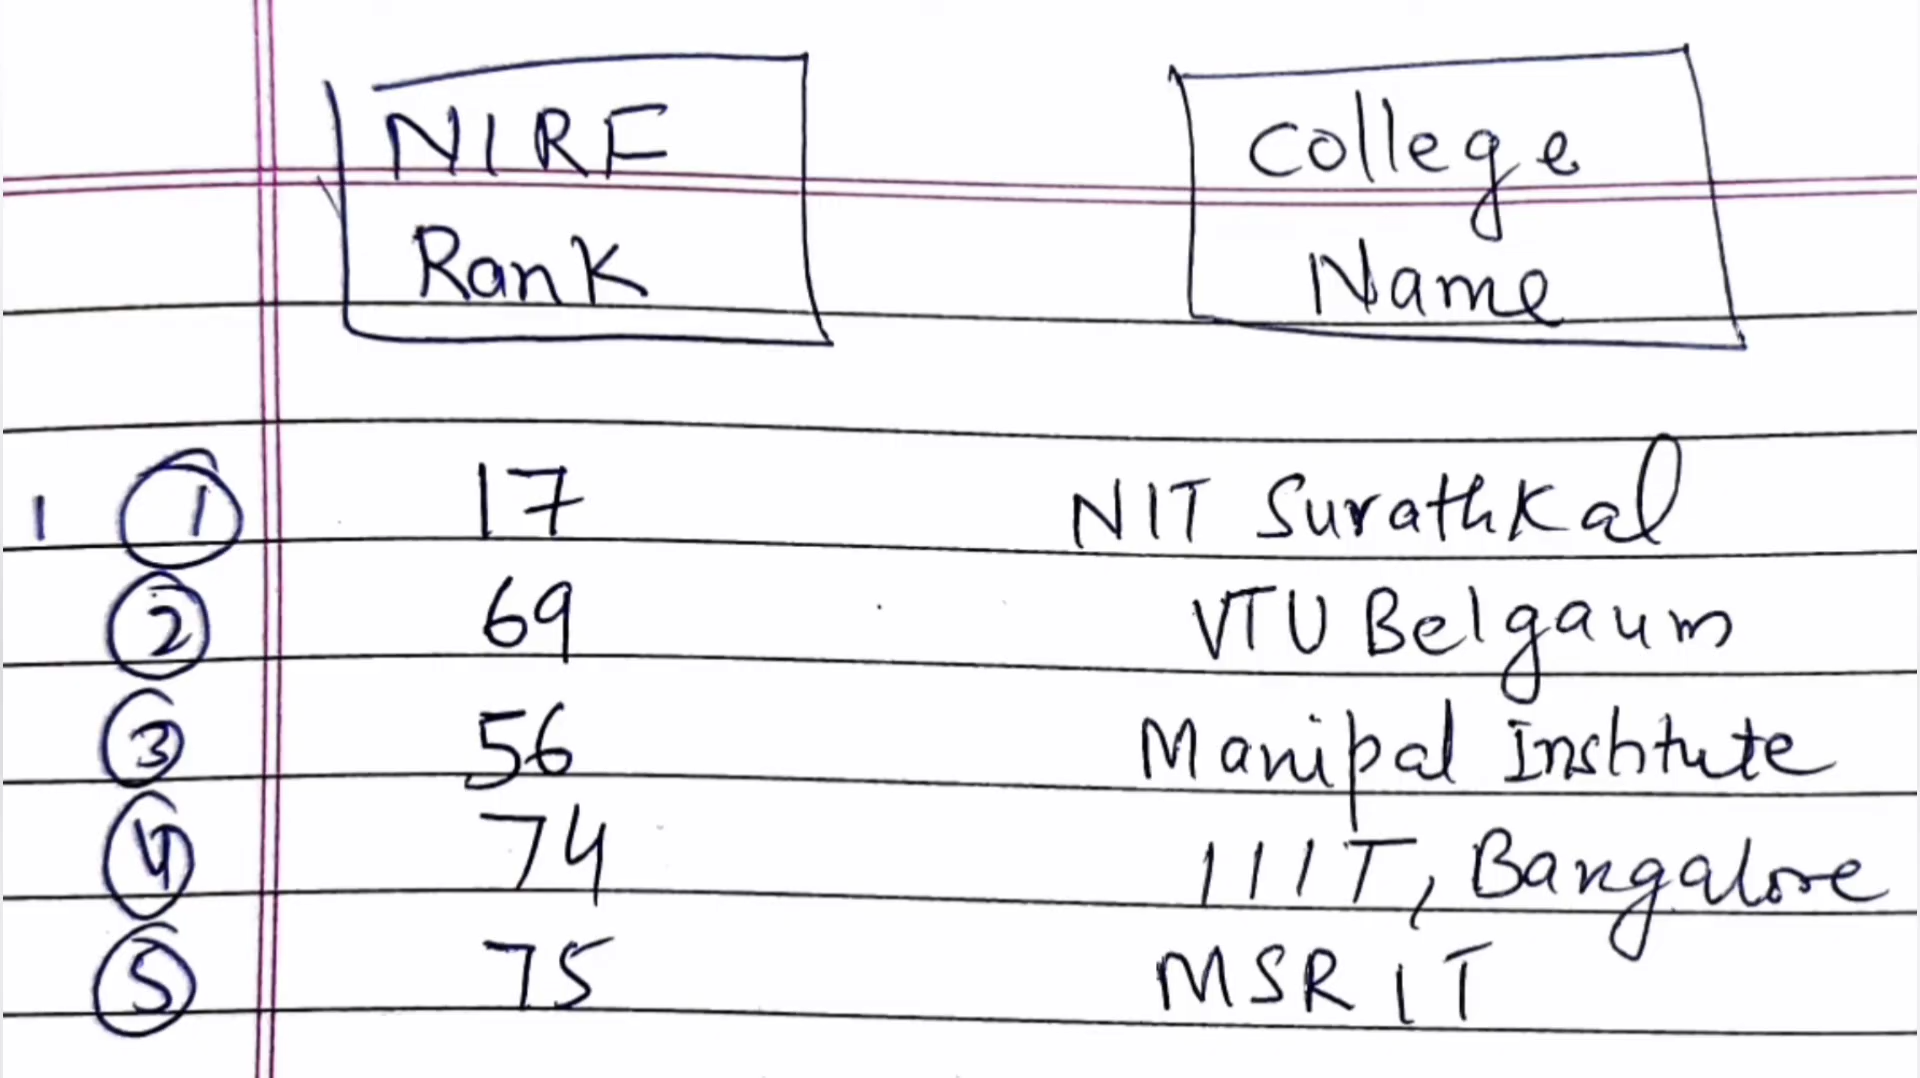 NIRF College
Rank Name
1 1 17 NIT Surathkal
2 69 VTU Belgaum
3 56 Manipal Institute
4 74 IIIT, Bangalore
5 75 MSRIT